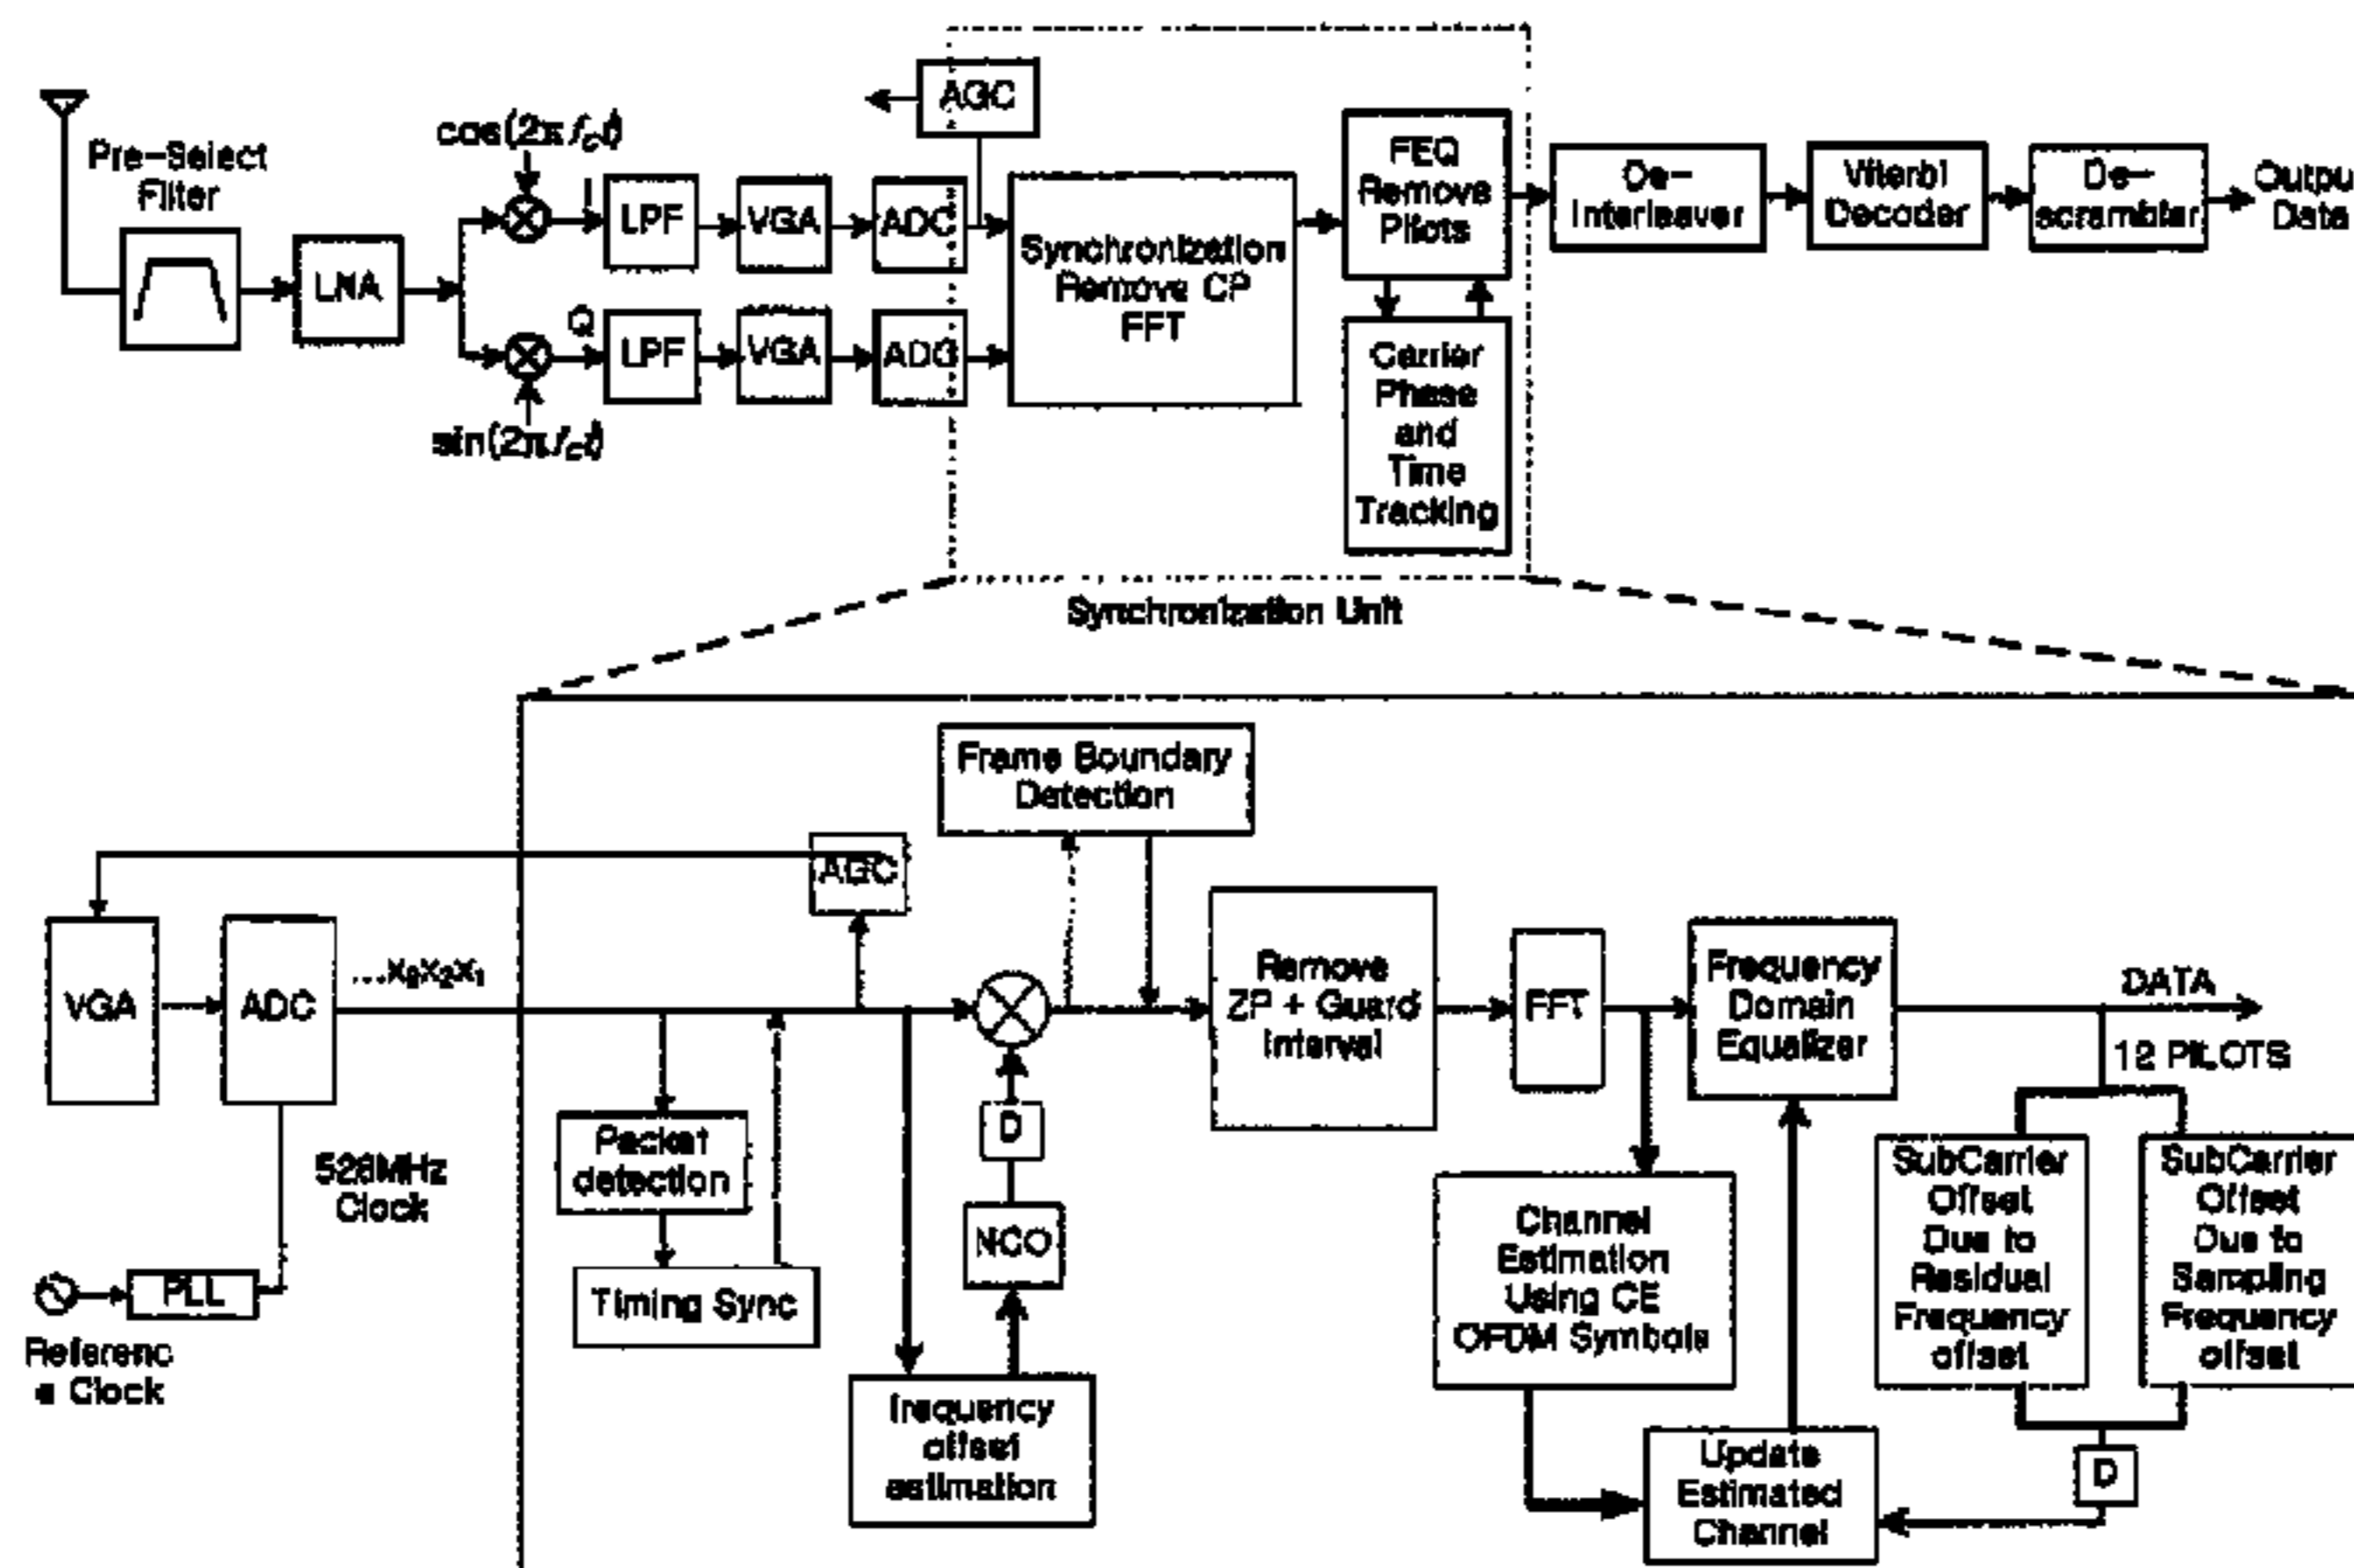 AGC
cos(2πf_ct)
Pre-Select
Filter
I
LPF
VGA
ADC
FEQ
Remove
Pilots
De-
Interleaver
Viterbi
Decoder
De-
scrambler
Outpu
Data
LNA
Synchronization
Remove CP
FFT
Q
LPF
VGA
ADC
sin(2πf_ct)
Carrier
Phase
and
Time
Tracking
Synchronization Unit
Frame Boundary
Detection
AGC
VGA
ADC
...x₃x₂x₁
Remove
ZP + Guard
Interval
FFT
Frequency
Domain
Equalizer
DATA
12 PILOTS
528MHz
Clock
Packet
detection
D
NCO
Timing Sync
PLL
Referenc
e Clock
frequency
offset
estimation
Channel
Estimation
Using CE
OFDM Symbols
SubCarrier
Offset
Due to
Residual
Frequency
offset
SubCarrier
Offset
Due to
Sampling
Frequency
offset
Update
Estimated
Channel
D